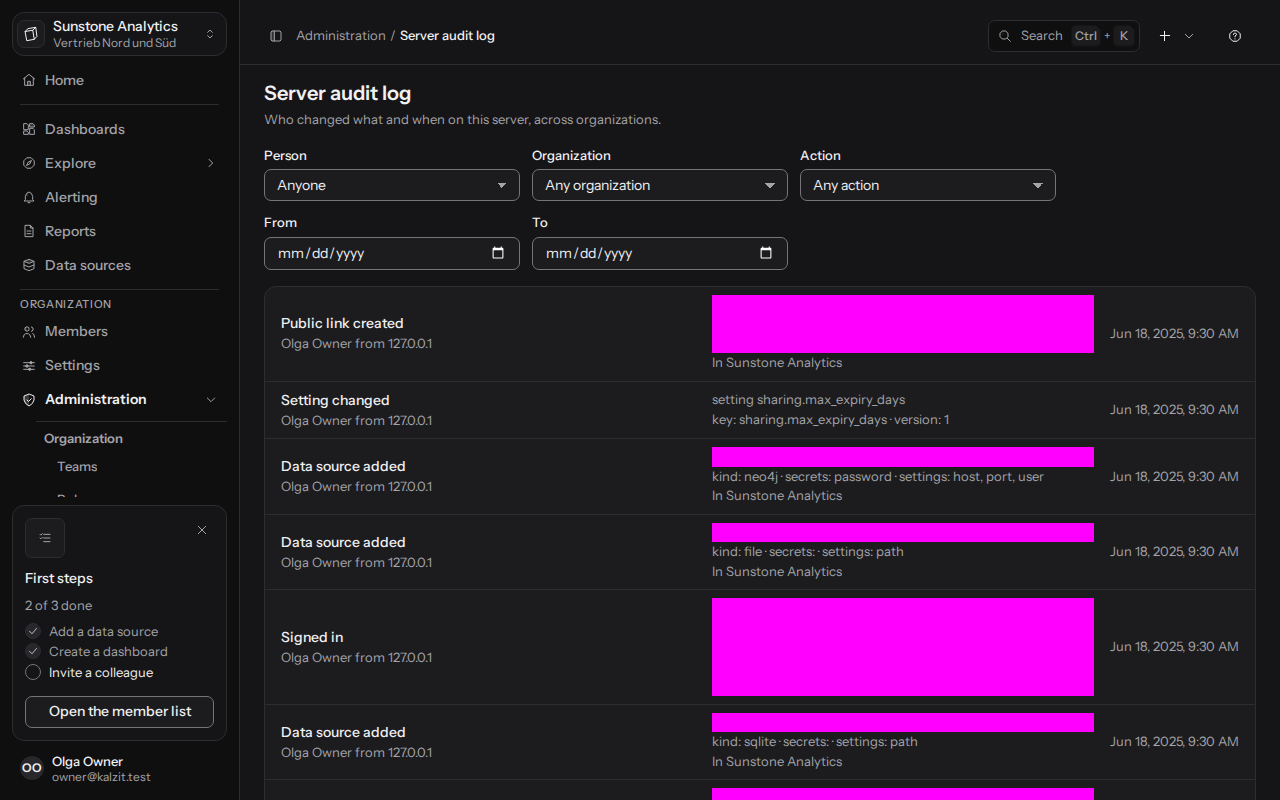 Sunstone Analytics
Vertrieb Nord und Süd
Home
Dashboards
Explore
Alerting
Reports
Data sources
ORGANIZATION
Members
Settings
Administration
Organization
Teams
First steps
2 of 3 done
Add a data source
Create a dashboard
Invite a colleague
Open the member list
OO
Olga Owner
owner@kalzit.test
Administration / Server audit log
Search Ctrl + K
Server audit log
Who changed what and when on this server, across organizations.
Person
Anyone
Organization
Any organization
Action
Any action
From
mm/dd/yyyy
To
mm/dd/yyyy
Public link created
Olga Owner from 127.0.0.1
In Sunstone Analytics
Jun 18, 2025, 9:30 AM
Setting changed
Olga Owner from 127.0.0.1
setting sharing.max_expiry_days
key: sharing.max_expiry_days · version: 1
Jun 18, 2025, 9:30 AM
Data source added
Olga Owner from 127.0.0.1
kind: neo4j · secrets: password · settings: host, port, user
In Sunstone Analytics
Jun 18, 2025, 9:30 AM
Data source added
Olga Owner from 127.0.0.1
kind: file · secrets: · settings: path
In Sunstone Analytics
Jun 18, 2025, 9:30 AM
Signed in
Olga Owner from 127.0.0.1
Jun 18, 2025, 9:30 AM
Data source added
Olga Owner from 127.0.0.1
kind: sqlite · secrets: · settings: path
In Sunstone Analytics
Jun 18, 2025, 9:30 AM